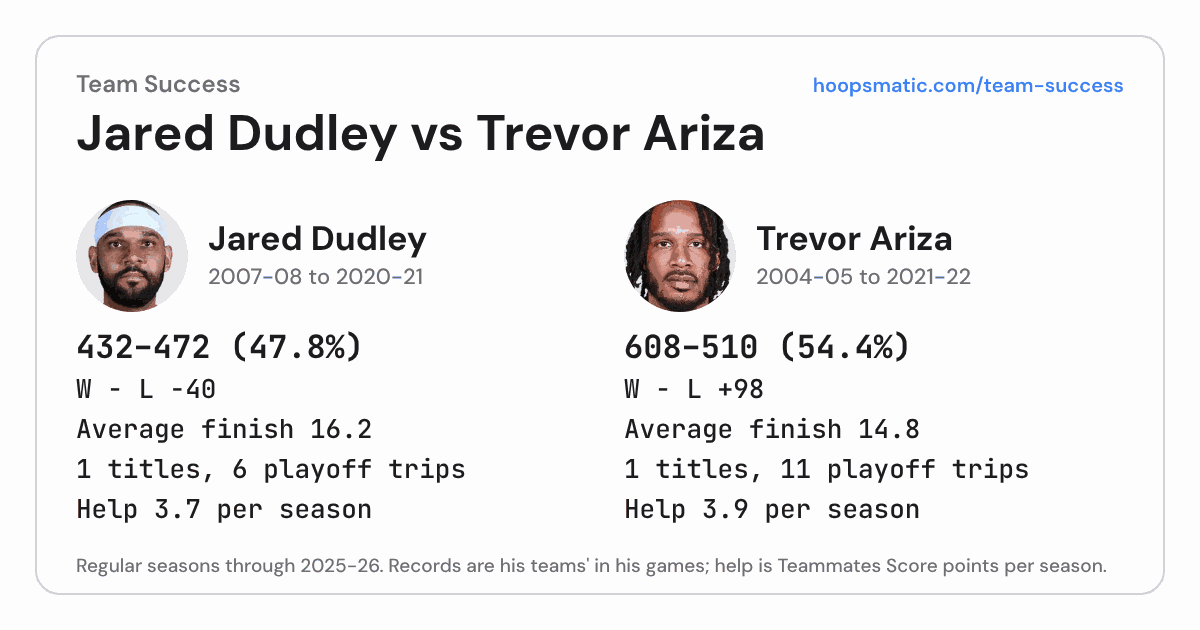 Team Success
hoopsmatic.com/team-success
Jared Dudley vs Trevor Ariza
Jared Dudley
2007-08 to 2020-21
432-472 (47.8%)
W - L -40
Average finish 16.2
1 titles, 6 playoff trips
Help 3.7 per season
Trevor Ariza
2004-05 to 2021-22
608-510 (54.4%)
W - L +98
Average finish 14.8
1 titles, 11 playoff trips
Help 3.9 per season
Regular seasons through 2025-26. Records are his teams' in his games; help is Teammates Score points per season.